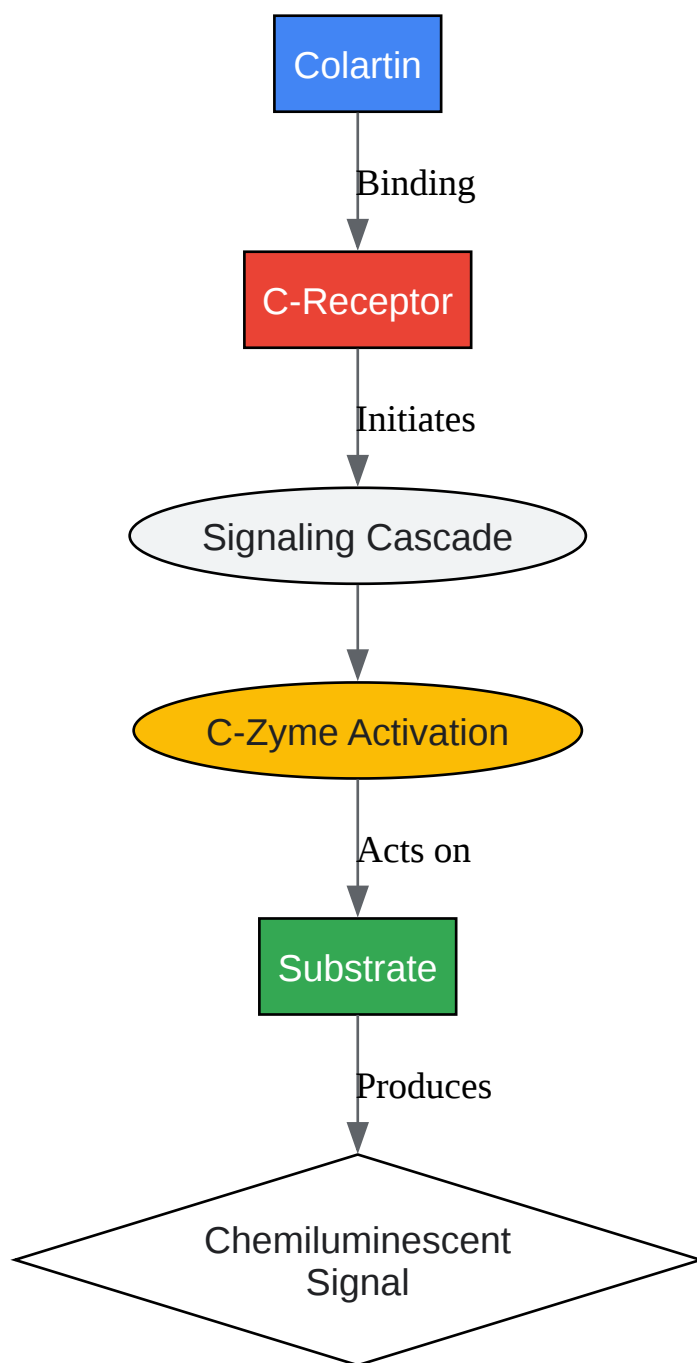 Colartin
Binding
C-Receptor
Initiates
Signaling Cascade
C-Zyme Activation
Acts on
Substrate
Produces
Chemiluminescent
Signal